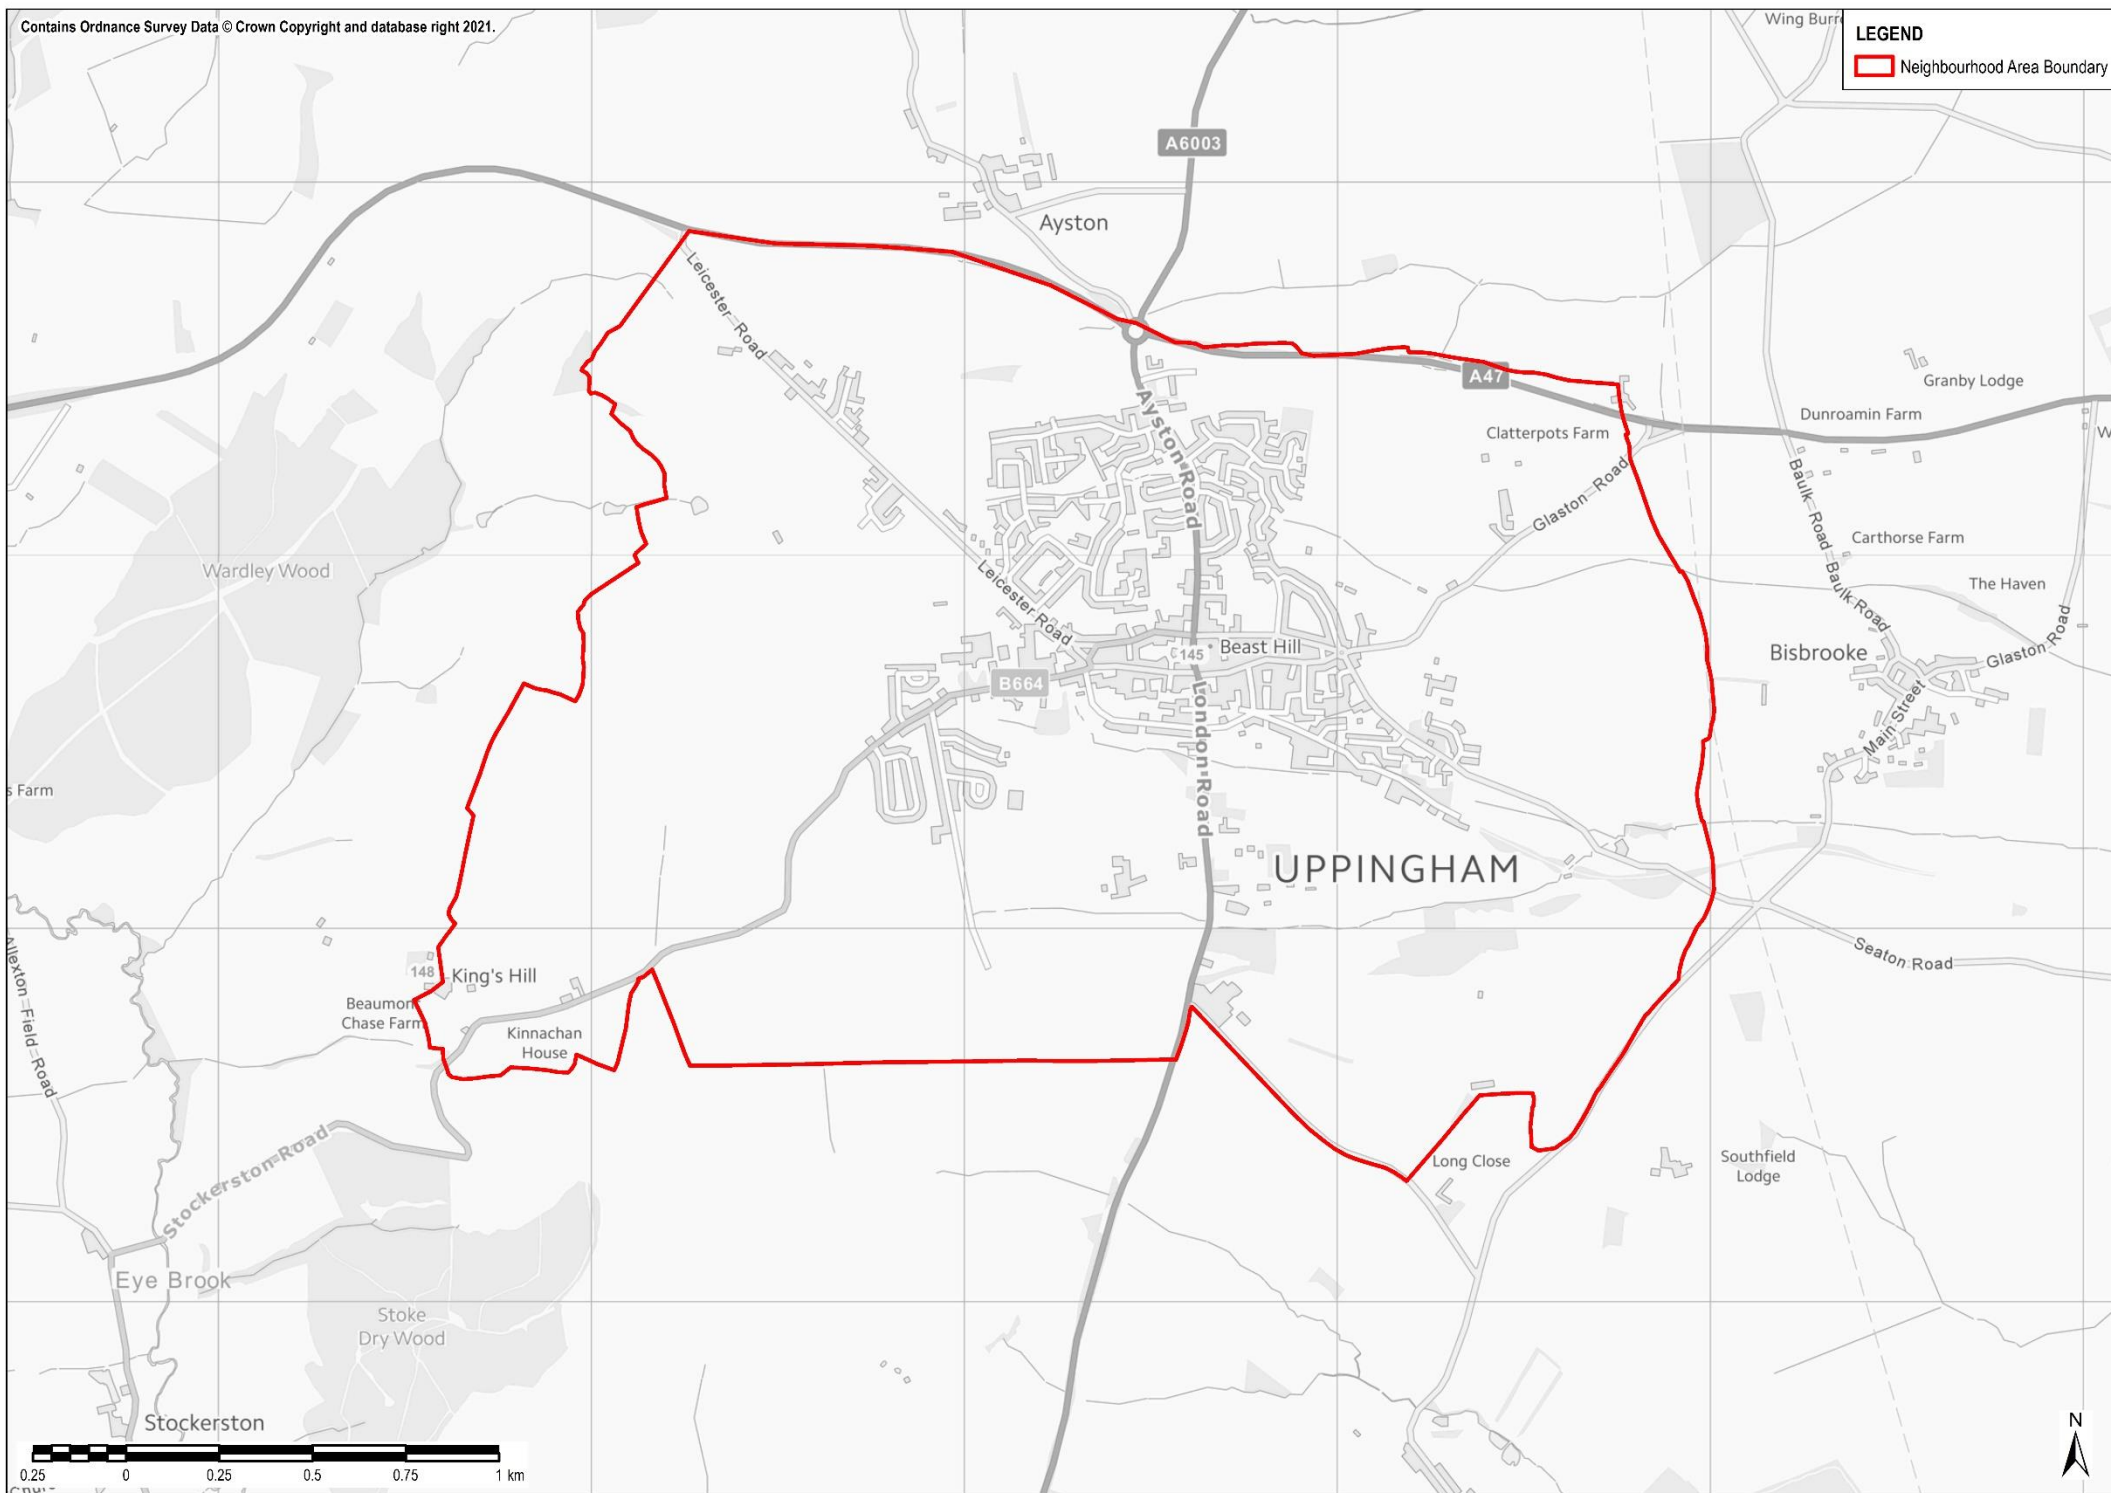 Contains Ordnance Survey Data © Crown Copyright and database right 2021.
Wing Burr
LEGEND
Neighbourhood Area Boundary
A6003
Ayston
Leicester Road
A47
Granby Lodge
Dunroamin Farm
Clatterpots Farm
Ayston Road
Glaston Road
Baulk Road
Baulk Road
Carthorse Farm
Wardley Wood
The Haven
Leicester Road
145
Beast Hill
Bisbrooke
Glaston Road
B664
London Road
Main Street
s Farm
UPPINGHAM
Allexton Field Road
Seaton Road
148
King's Hill
Beaumon
Chase Farm
Kinnachan
House
Stockerston Road
Long Close
Southfield
Lodge
Eye Brook
Stoke
Dry Wood
Stockerston
N
0.25
0
0.25
0.5
0.75
1 km